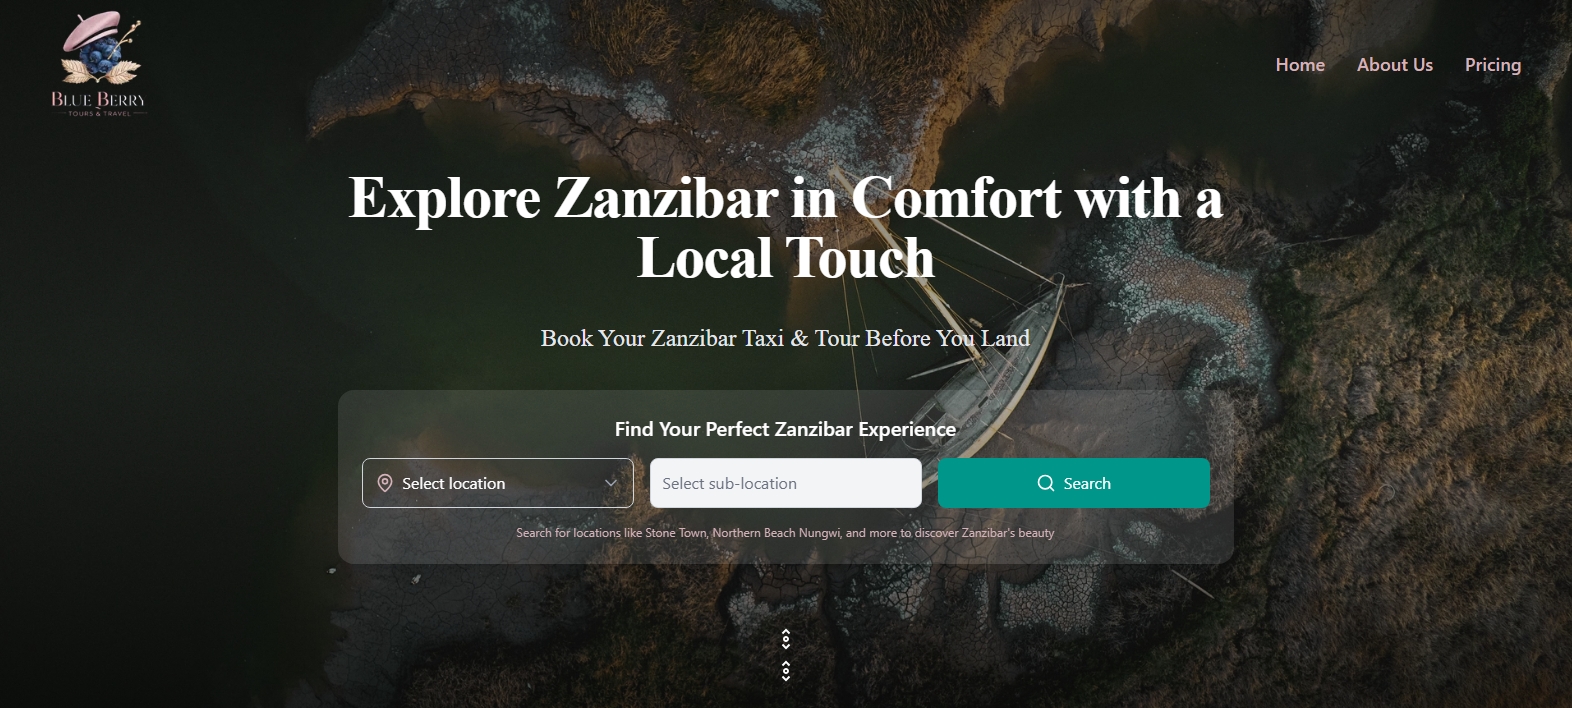 BLUE BERRY
TOURS & TRAVEL
Home
About Us
Pricing
Explore Zanzibar in Comfort with a
Local Touch
Book Your Zanzibar Taxi & Tour Before You Land
Find Your Perfect Zanzibar Experience
Select location
Select sub-location
Search
Search for locations like Stone Town, Northern Beach Nungwi, and more to discover Zanzibar's beauty